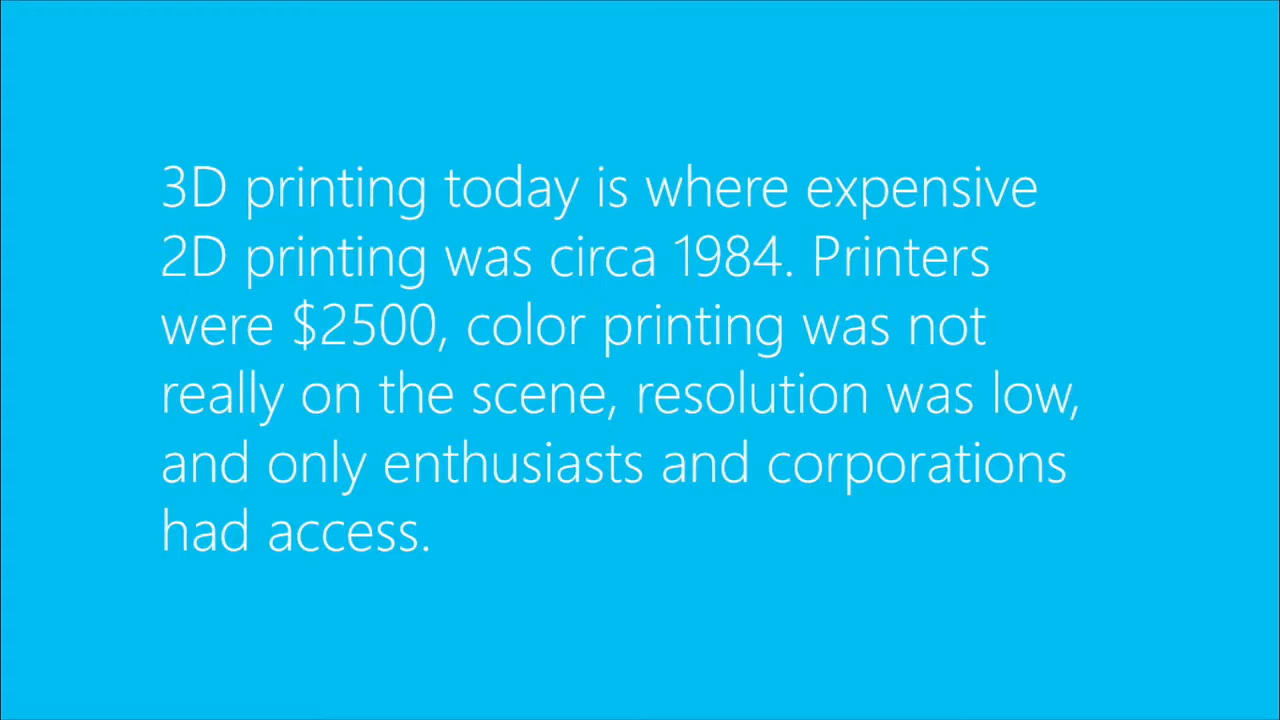 3D printing today is where expensive
2D printing was circa 1984. Printers
were $2500, color printing was not
really on the scene, resolution was low,
and only enthusiasts and corporations
had access.